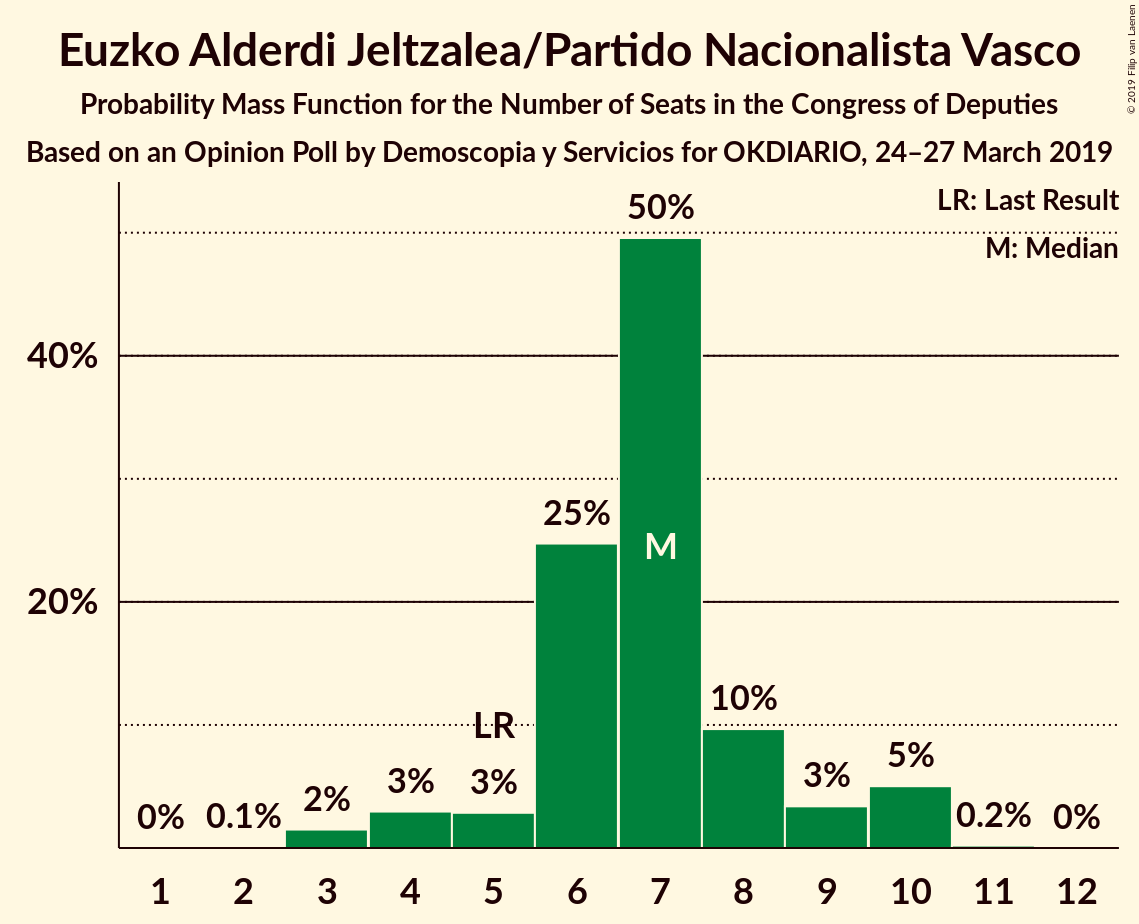 Euzko Alderdi Jeltzalea/Partido Nacionalista Vasco
Probability Mass Function for the Number of Seats in the Congress of Deputies
Based on an Opinion Poll by Demoscopia y Servicios for OKDIARIO, 24–27 March 2019
© 2019 Filip van Laenen
LR: Last Result
M: Median
50%
40%
25%
M
20%
10%
LR
5%
3%
3%
3%
2%
0%
0.1%
0.2%
0%
1 2 3 4 5 6 7 8 9 10 11 12